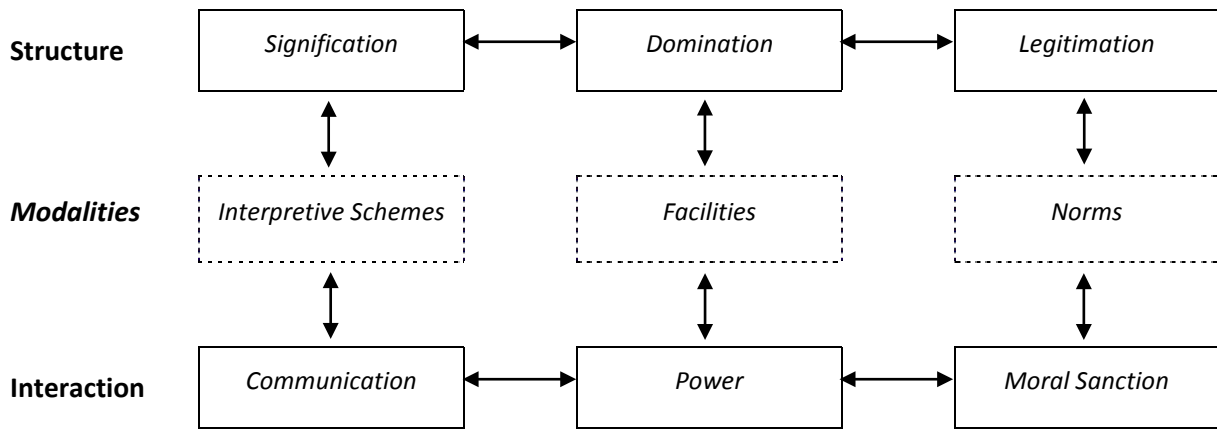 Structure
Signification
Domination
Legitimation
Modalities
Interpretive Schemes
Facilities
Norms
Interaction
Communication
Power
Moral Sanction